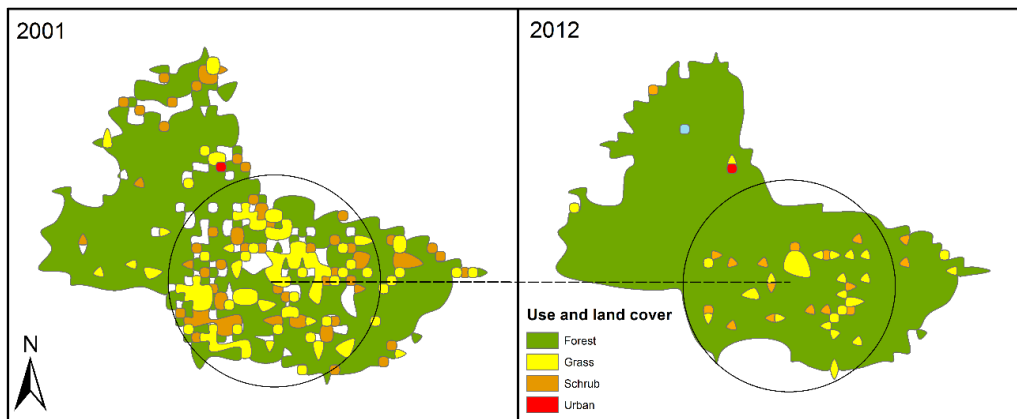 2001
2012
Use and land cover
Forest
Grass
Schrub
Urban
N